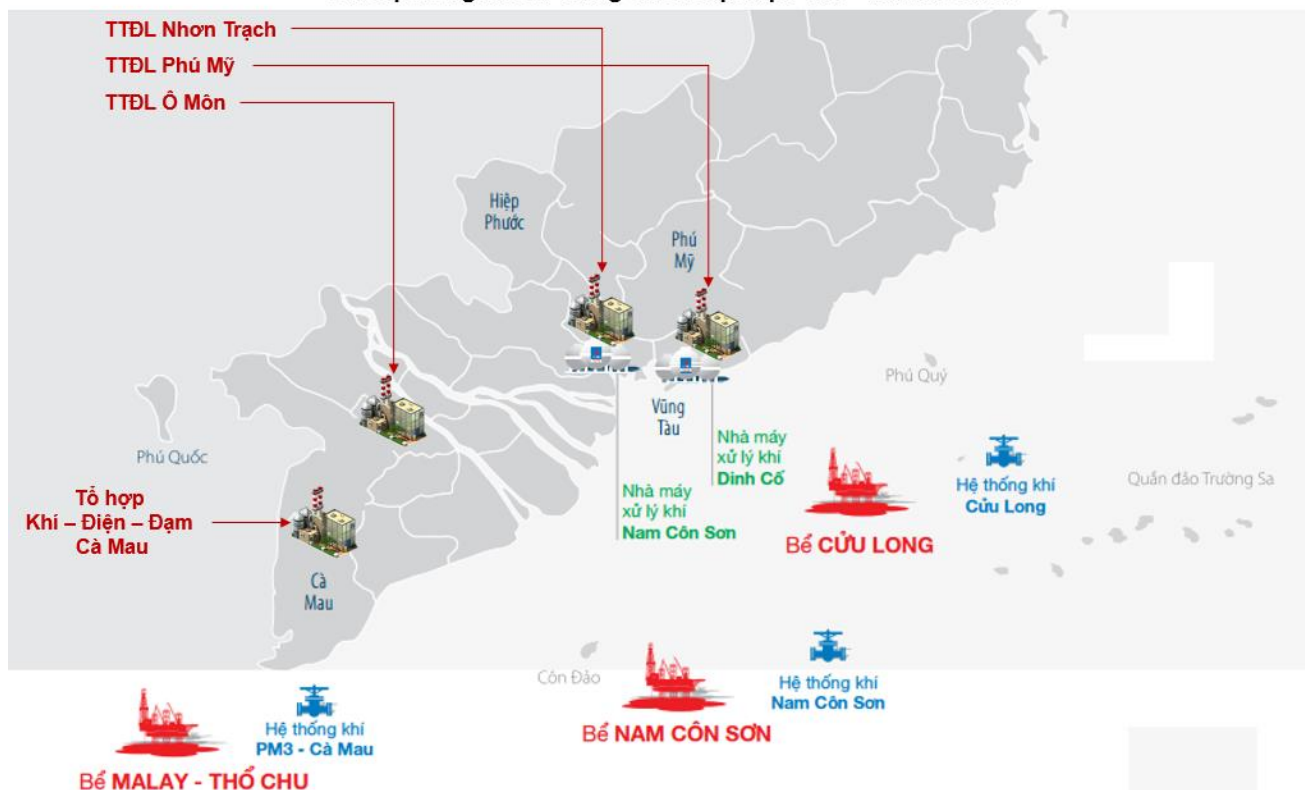 TTĐL Nhơn Trạch
TTĐL Phú Mỹ
TTĐL Ô Môn
Hiệp
Phước
Phú
Mỹ
Phú Quý
Vũng
Tàu
Phú Quốc
Nhà máy
xử lý khí
Dinh Cố
Nhà máy
xử lý khí
Nam Côn Sơn
Hệ thống khí
Cửu Long
Quần đảo Trường Sa
Bể CỬU LONG
Tổ hợp
Khí – Điện – Đạm
Cà Mau
Cà
Mau
Côn Đảo
Hệ thống khí
Nam Côn Sơn
Bể NAM CÔN SƠN
Hệ thống khí
PM3 - Cà Mau
Bể MALAY - THỔ CHU